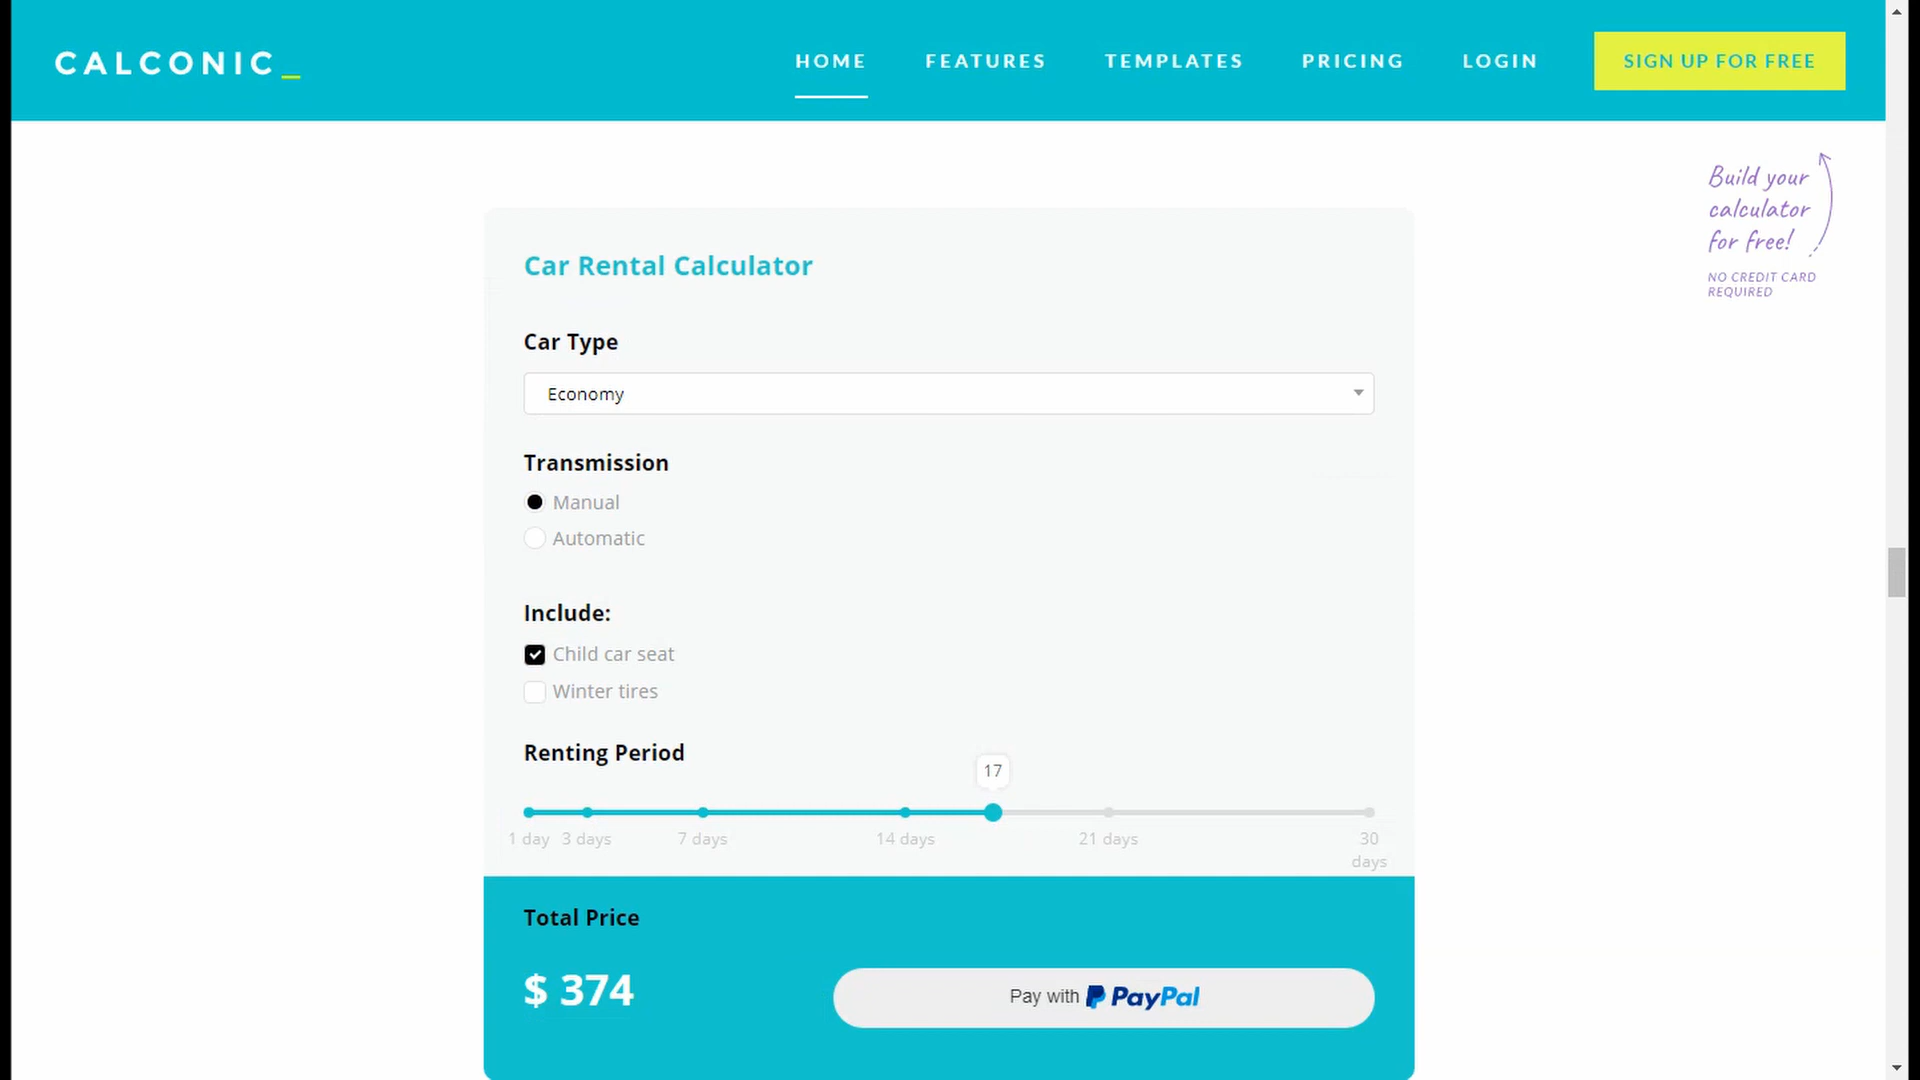 CALCONIC_
HOME FEATURES TEMPLATES PRICING LOGIN SIGN UP FOR FREE
Build your
calculator
for free!
NO CREDIT CARD
REQUIRED
Car Rental Calculator
Car Type
Economy
Transmission
Manual
Automatic
Include:
Child car seat
Winter tires
Renting Period
17
1 day 3 days 7 days 14 days 21 days 30
days
Total Price
$ 374
Pay with PayPal